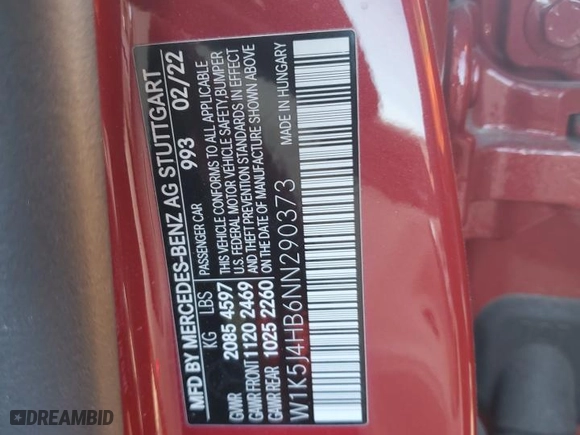 MFD BY MERCEDES-BENZ AG STUTTGART
993 02/22
KG LBS PASSENGER CAR
GVWR 2085 4597
GAWR FRONT 1120 2469
GAWR REAR 1025 2260
THIS VEHICLE CONFORMS TO ALL APPLICABLE
U.S. FEDERAL MOTOR VEHICLE SAFETY, BUMPER
AND THEFT PREVENTION STANDARDS IN EFFECT
ON THE DATE OF MANUFACTURE SHOWN ABOVE
MADE IN HUNGARY
W1K5J4HB6NN290373
DREAMBID